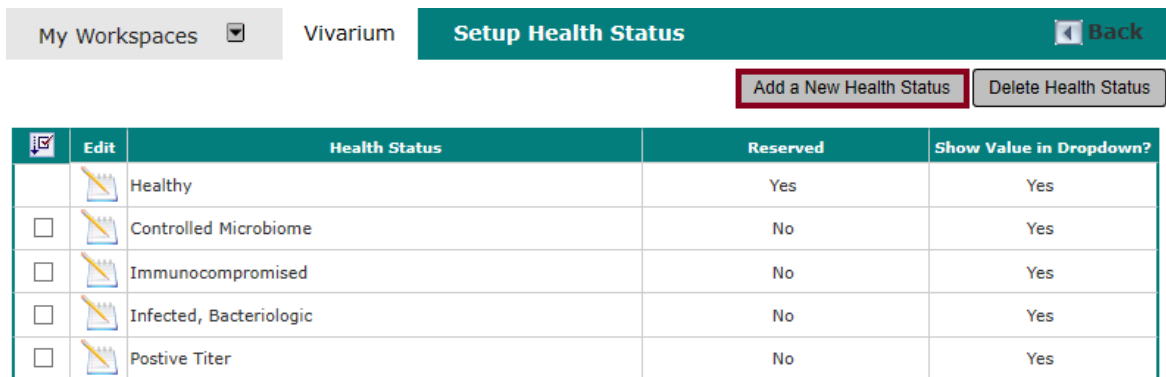 My Workspaces Vivarium Setup Health Status Back
Add a New Health Status Delete Health Status
Edit Health Status Reserved Show Value in Dropdown?
Healthy Yes Yes
Controlled Microbiome No Yes
Immunocompromised No Yes
Infected, Bacteriologic No Yes
Postive Titer No Yes